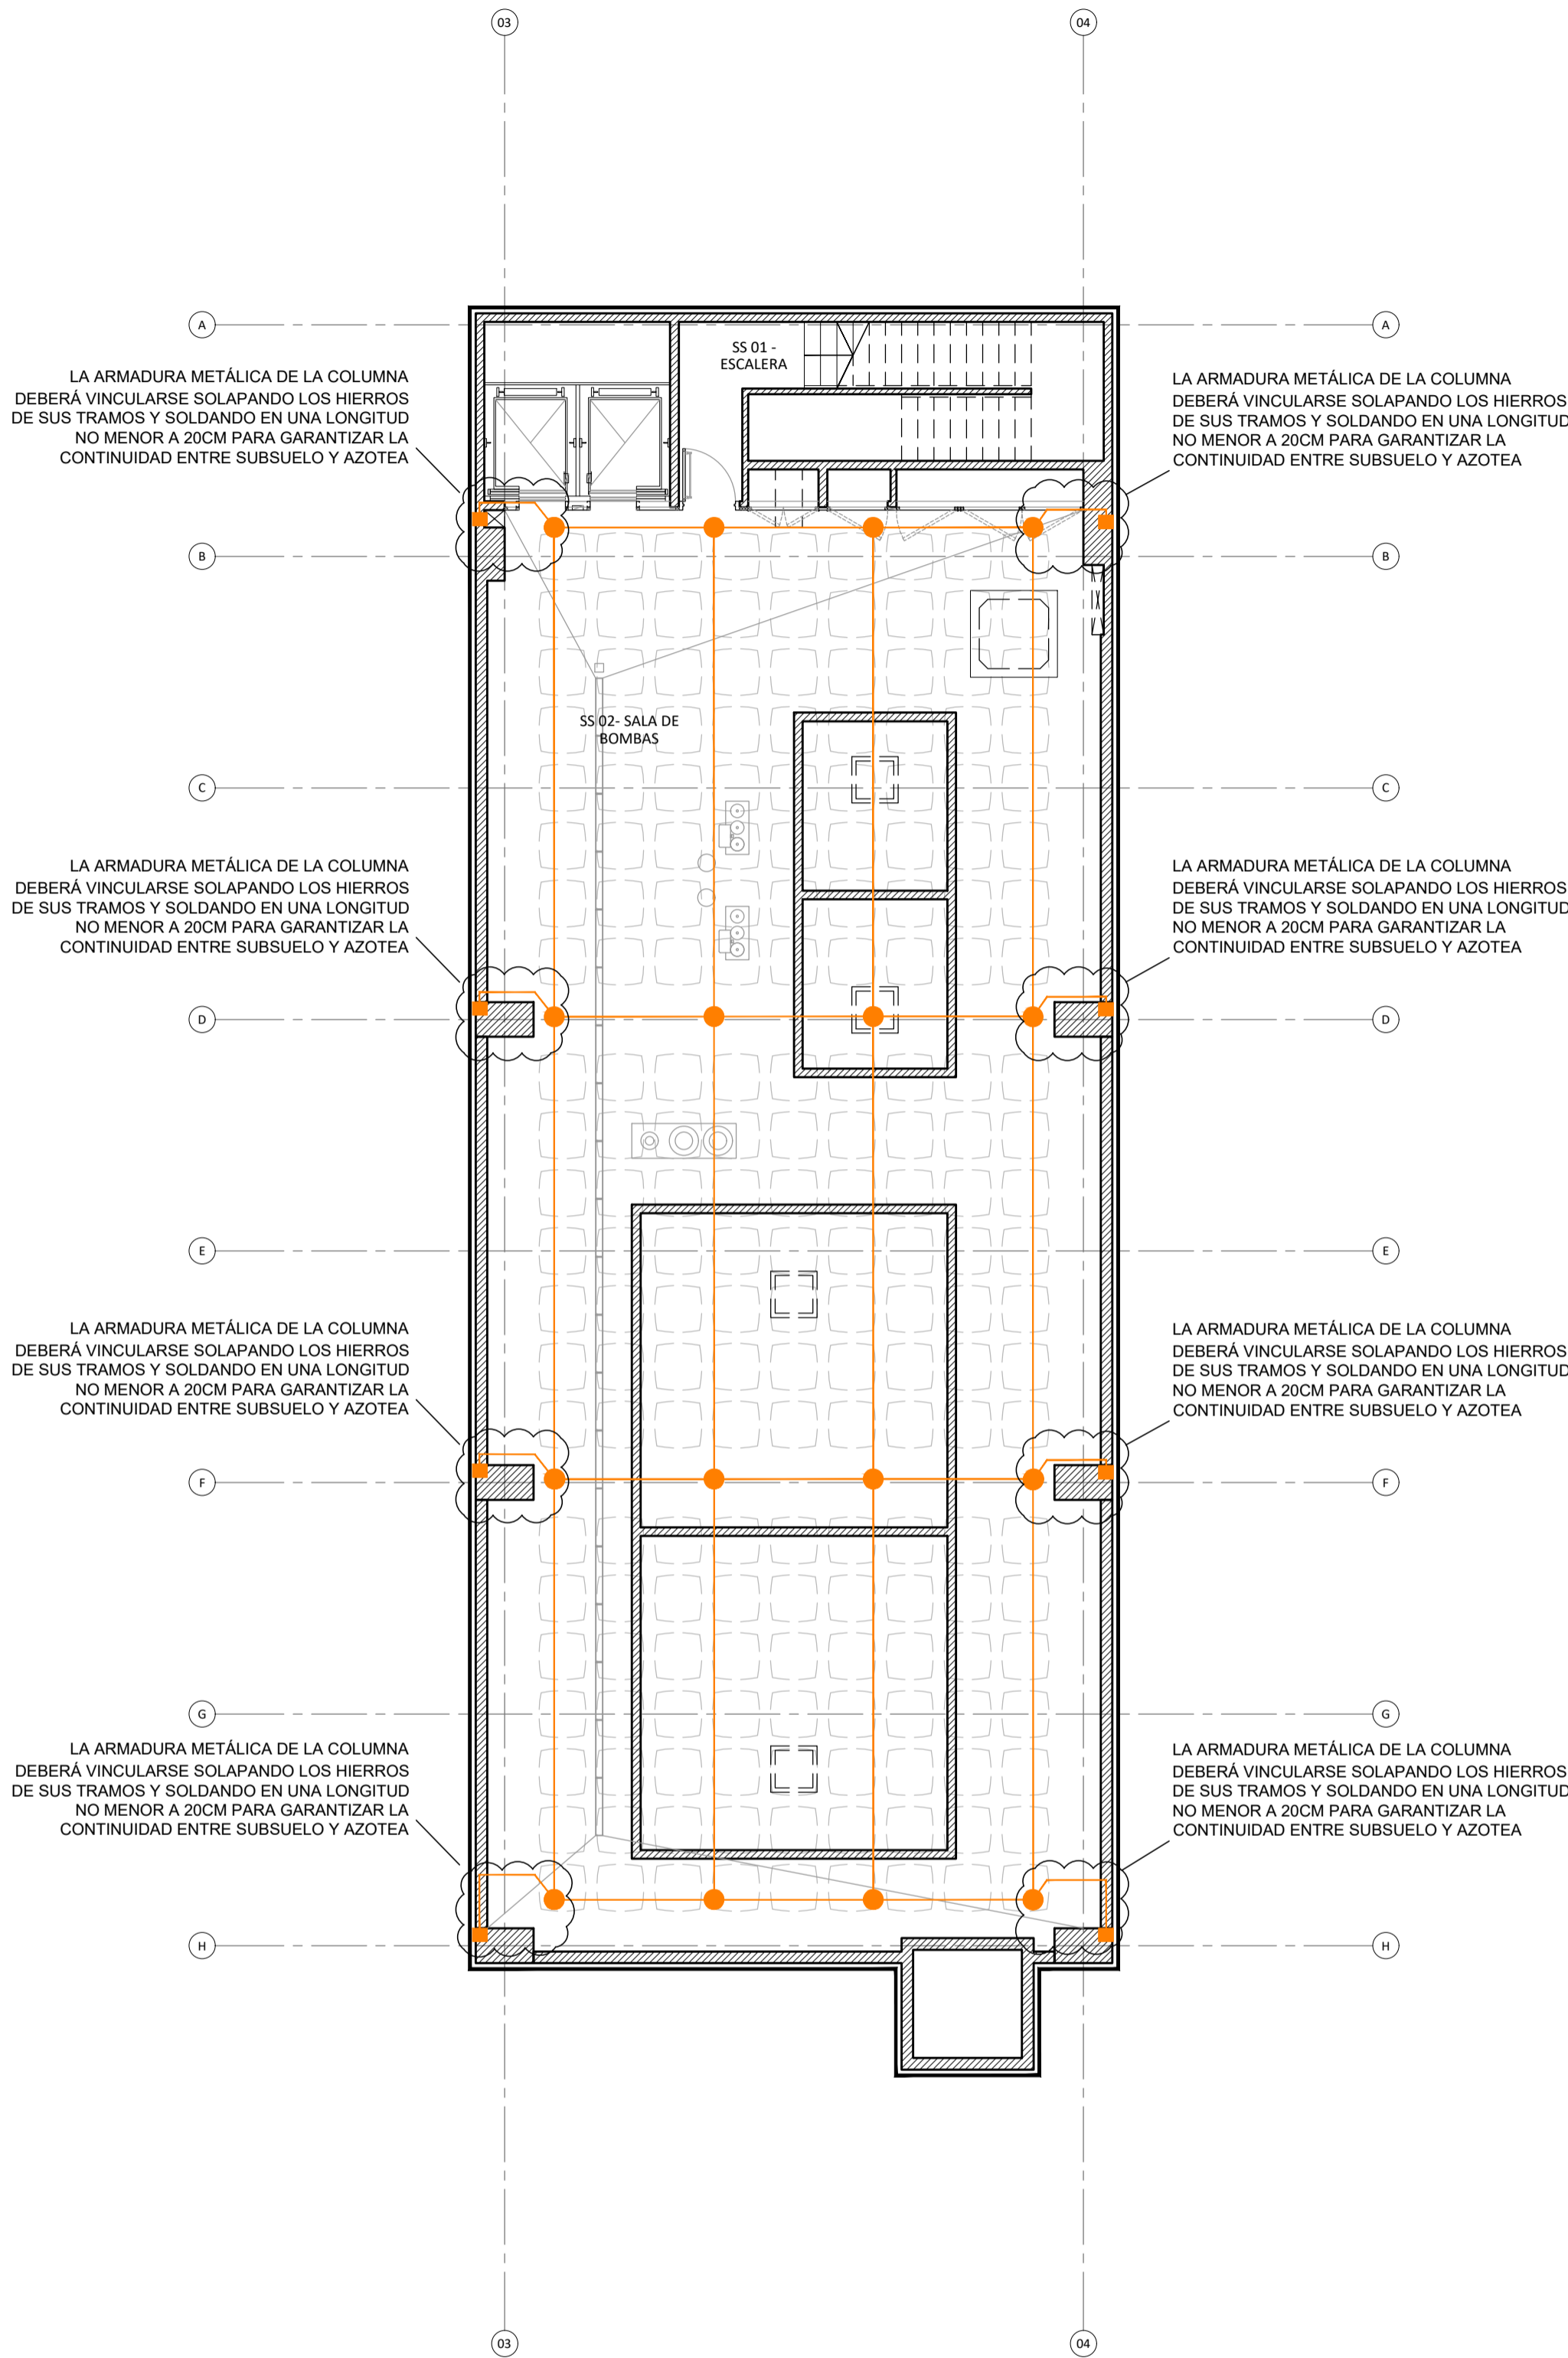 03
04
A
A
SS 01 -
ESCALERA
LA ARMADURA METÁLICA DE LA COLUMNA
DEBERÁ VINCULARSE SOLAPANDO LOS HIERROS
DE SUS TRAMOS Y SOLDANDO EN UNA LONGITUD
NO MENOR A 20CM PARA GARANTIZAR LA
CONTINUIDAD ENTRE SUBSUELO Y AZOTEA
LA ARMADURA METÁLICA DE LA COLUMNA
DEBERÁ VINCULARSE SOLAPANDO LOS HIERROS
DE SUS TRAMOS Y SOLDANDO EN UNA LONGITUD
NO MENOR A 20CM PARA GARANTIZAR LA
CONTINUIDAD ENTRE SUBSUELO Y AZOTEA
B
B
SS 02- SALA DE
BOMBAS
C
C
LA ARMADURA METÁLICA DE LA COLUMNA
DEBERÁ VINCULARSE SOLAPANDO LOS HIERROS
DE SUS TRAMOS Y SOLDANDO EN UNA LONGITUD
NO MENOR A 20CM PARA GARANTIZAR LA
CONTINUIDAD ENTRE SUBSUELO Y AZOTEA
LA ARMADURA METÁLICA DE LA COLUMNA
DEBERÁ VINCULARSE SOLAPANDO LOS HIERROS
DE SUS TRAMOS Y SOLDANDO EN UNA LONGITUD
NO MENOR A 20CM PARA GARANTIZAR LA
CONTINUIDAD ENTRE SUBSUELO Y AZOTEA
D
D
E
E
LA ARMADURA METÁLICA DE LA COLUMNA
DEBERÁ VINCULARSE SOLAPANDO LOS HIERROS
DE SUS TRAMOS Y SOLDANDO EN UNA LONGITUD
NO MENOR A 20CM PARA GARANTIZAR LA
CONTINUIDAD ENTRE SUBSUELO Y AZOTEA
LA ARMADURA METÁLICA DE LA COLUMNA
DEBERÁ VINCULARSE SOLAPANDO LOS HIERROS
DE SUS TRAMOS Y SOLDANDO EN UNA LONGITUD
NO MENOR A 20CM PARA GARANTIZAR LA
CONTINUIDAD ENTRE SUBSUELO Y AZOTEA
F
F
G
G
LA ARMADURA METÁLICA DE LA COLUMNA
DEBERÁ VINCULARSE SOLAPANDO LOS HIERROS
DE SUS TRAMOS Y SOLDANDO EN UNA LONGITUD
NO MENOR A 20CM PARA GARANTIZAR LA
CONTINUIDAD ENTRE SUBSUELO Y AZOTEA
LA ARMADURA METÁLICA DE LA COLUMNA
DEBERÁ VINCULARSE SOLAPANDO LOS HIERROS
DE SUS TRAMOS Y SOLDANDO EN UNA LONGITUD
NO MENOR A 20CM PARA GARANTIZAR LA
CONTINUIDAD ENTRE SUBSUELO Y AZOTEA
H
H
03
04